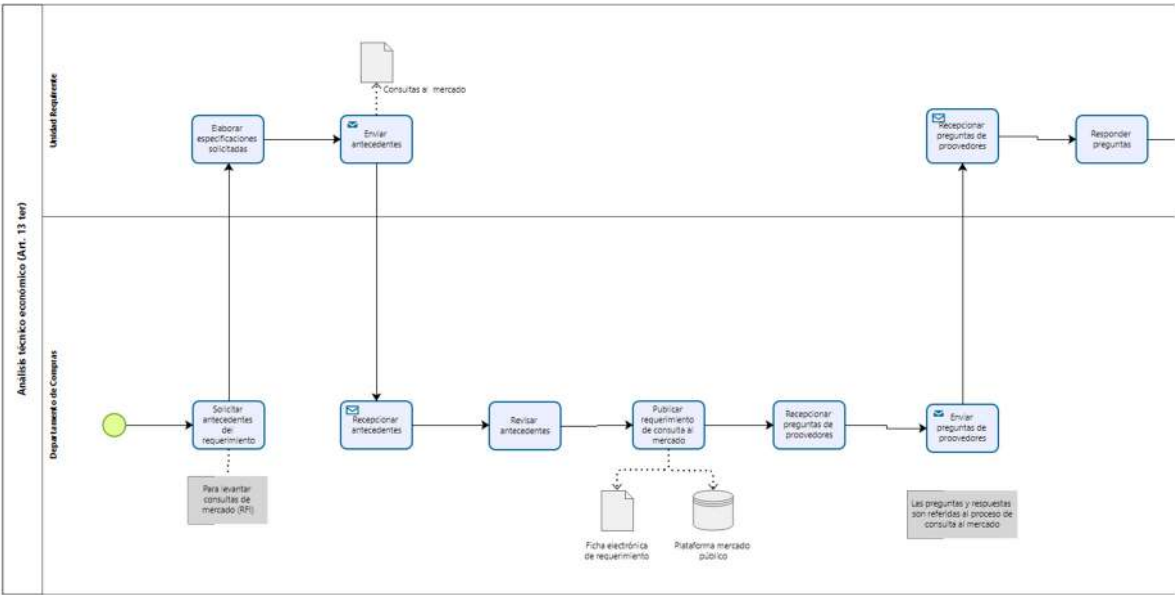 Análisis técnico económico (Art. 13 ter)
Unidad Requirente
Consultas al mercado
Elaborar
especificaciones
solicitadas
Enviar
antecedentes
Recepcionar
preguntas de
proovedores
Responder
preguntas
Departamento de Compras
Solicitar
antecedentes
del
requerimiento
Recepcionar
antecedentes
Revisar
antecedentes
Publicar
requerimiento
de consulta al
mercado
Recepcionar
preguntas de
proovedores
Enviar
preguntas de
proovedores
Para levantar
consultas de
mercado (RFI)
Ficha electrónica
de requerimiento
Plataforma mercado
público
Las preguntas y respuestas
son referidas al proceso de
consulta al mercado